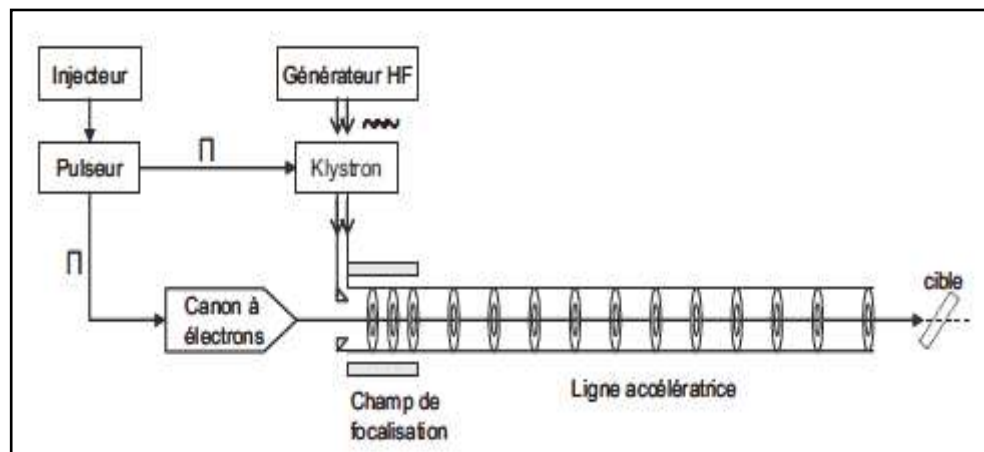 Injecteur
Générateur HF
Pulseur
Klystron
Canon à
électrons
cible
Champ de
focalisation
Ligne accélératrice